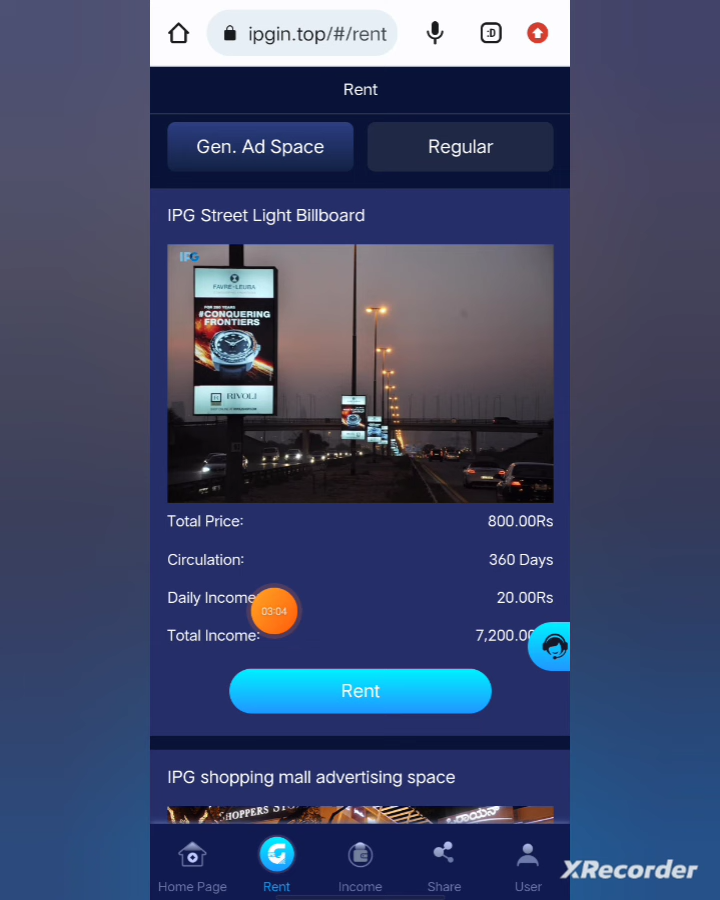 ipgin.top/#/rent
:D
Rent
Gen. Ad Space
Regular
IPG Street Light Billboard
IPG
FAVRE-LEUBA
#CONQUERING
FRONTIERS
RIVOLI
Total Price:
800.00Rs
Circulation:
360 Days
Daily Income
20.00Rs
03:04
Total Income:
7,200.00
Rent
IPG shopping mall advertising space
SHOPPERS
Home Page
Rent
Income
Share
User
XRecorder